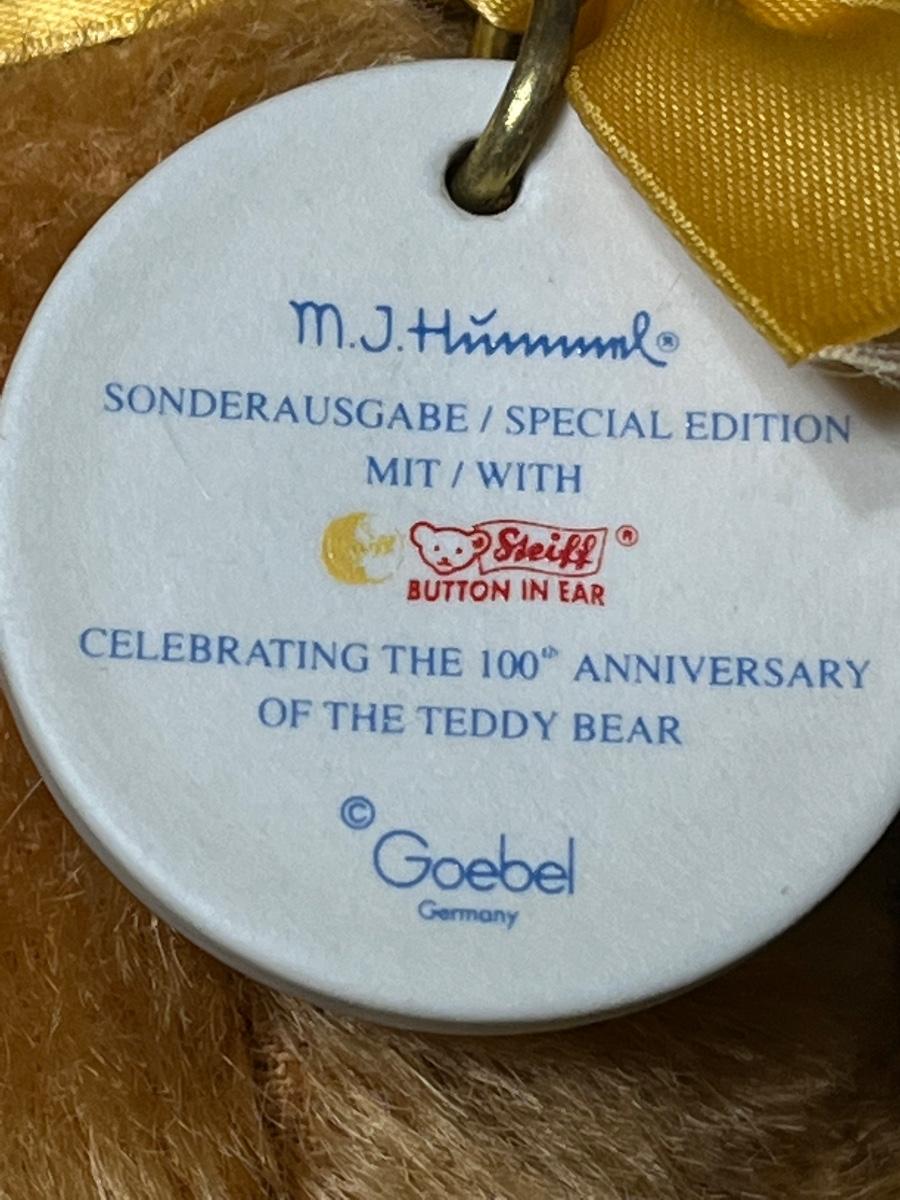 M.J. Hummel®
SONDERAUSGABE / SPECIAL EDITION
MIT / WITH
Steiff ®
BUTTON IN EAR
CELEBRATING THE 100th ANNIVERSARY
OF THE TEDDY BEAR
© Goebel
Germany